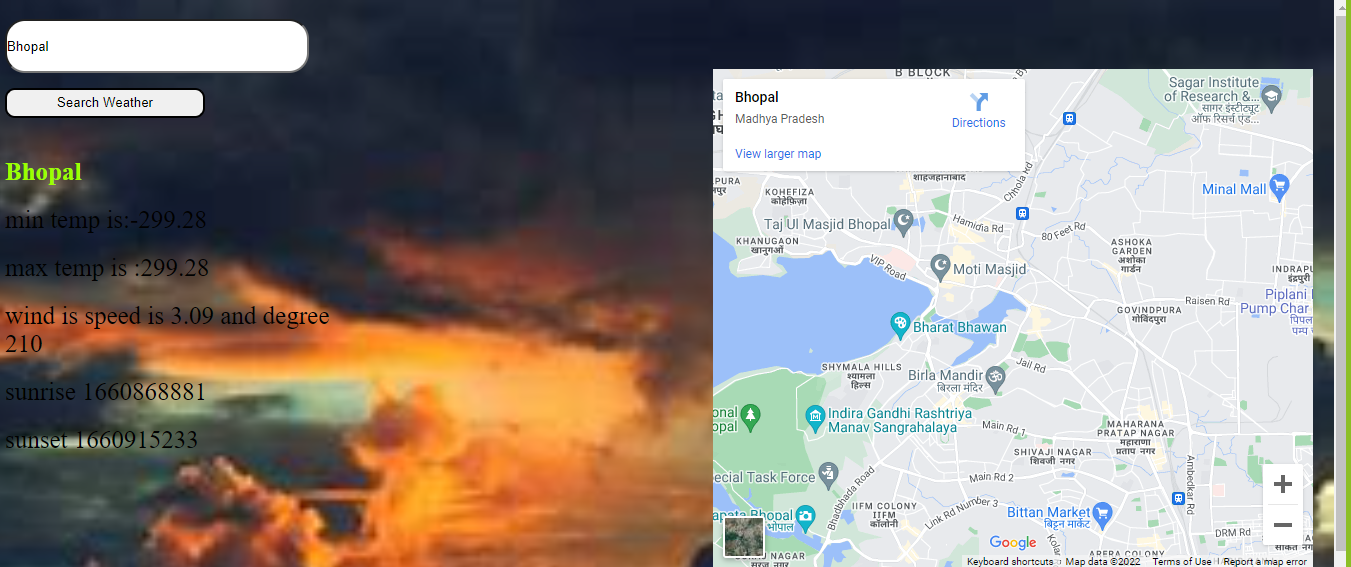 Bhopal
Search Weather
Bhopal
min temp is:-299.28
max temp is :299.28
wind is speed is 3.09 and degree
210
sunrise 1660868881
sunset 1660915233
B BLOCK
Bhopal
Madhya Pradesh
Directions
View larger map
Sagar Institute
of Research &...
सागर इंस्टीट्यूट
ऑफ रिसर्च एंड...
शाहजहानाबाद
Chhola Rd
Minal Mall
KOHEFIZA
कोहेफ़िज़ा
Taj Ul Masjid Bhopal
Hamidia Rd
80 Feet Rd
KHANUGAON
खानुगाँव
ASHOKA
GARDEN
अशोका
गार्डन
VIP Road
Moti Masjid
INDRAPU
इंद्रपुरी
Piplani
Pump Char
Raisen Rd
GOVINDPURA
गोविंदपुरा
Bharat Bhawan
Jail Rd
SHYMALA HILLS
श्यामला
हिल्स
Birla Mandir
बिरला मंदिर
onal
opal
Indira Gandhi Rashtriya
Manav Sangrahalaya
Main Rd 1
MAHARANA
PRATAP NAGAR
महाराणा
प्रताप नगर
SHIVAJI NAGAR
शिवजी नगर
ecial Task Force
Main Rd 2
Ambedkar Rd
Bhadbhada Road
IIFM COLONY
IIFM
कॉलोनी
Link Rd Number 3
Bittan Market
बिट्टन मार्केट
apata Bhopal
भोपाल
Kolar
DRM Rd
Google
NAGAR
नगर
ARERA COLONY
Keyboard shortcuts
Map data ©2022
Terms of Use
Report a map error